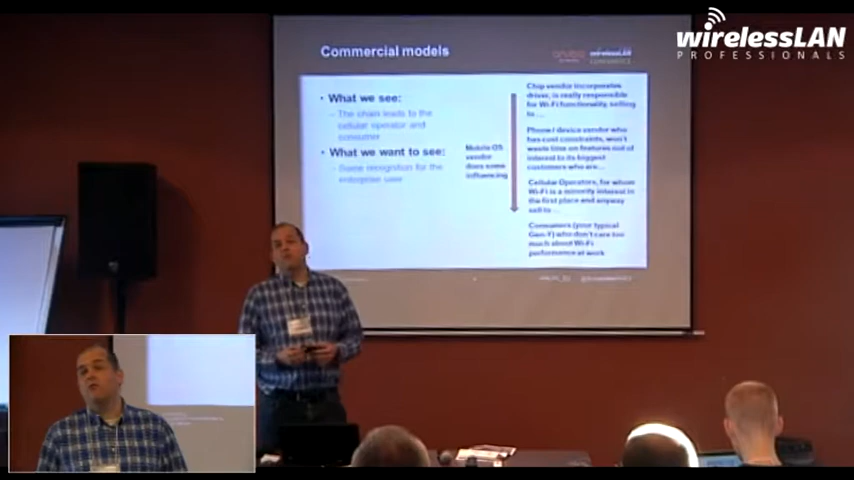 wirelessLAN
PROFESSIONALS
Commercial models
• What we see:
– The chain leads to the
cellular operator and
consumer
• What we want to see:
– Some recognition for the
enterprise user
Mobile OS
vendor
does some
influencing
Chip vendor incorporates
driver, is really responsible
for Wi-Fi functionality, selling
to ...
Phone / device vendor who
has cost constraints, won't
waste time on features not of
interest to its biggest
customers who are...
Cellular Operators, for whom
Wi-Fi is a minority interest in
the first place and anyway
sell to ...
Consumers (your typical
Gen-Y) who don't care too
much about Wi-Fi
performance at work